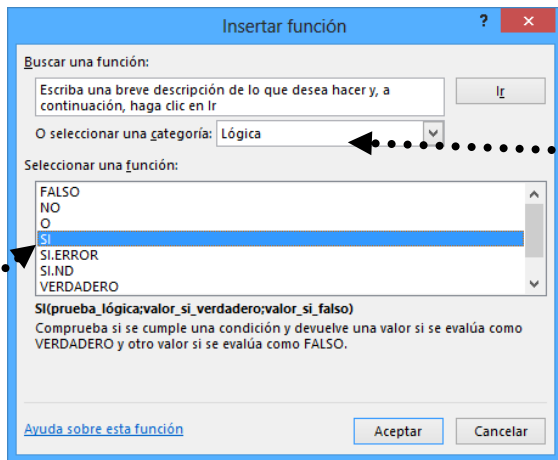 Insertar función
? ×
Buscar una función:
Escriba una breve descripción de lo que desea hacer y, a
continuación, haga clic en Ir
Ir
O seleccionar una categoría: Lógica
Seleccionar una función:
FALSO
NO
O
SI
SI.ERROR
SI.ND
VERDADERO
SI(prueba_lógica;valor_si_verdadero;valor_si_falso)
Comprueba si se cumple una condición y devuelve una valor si se evalúa como
VERDADERO y otro valor si se evalúa como FALSO.
Ayuda sobre esta función
Aceptar
Cancelar